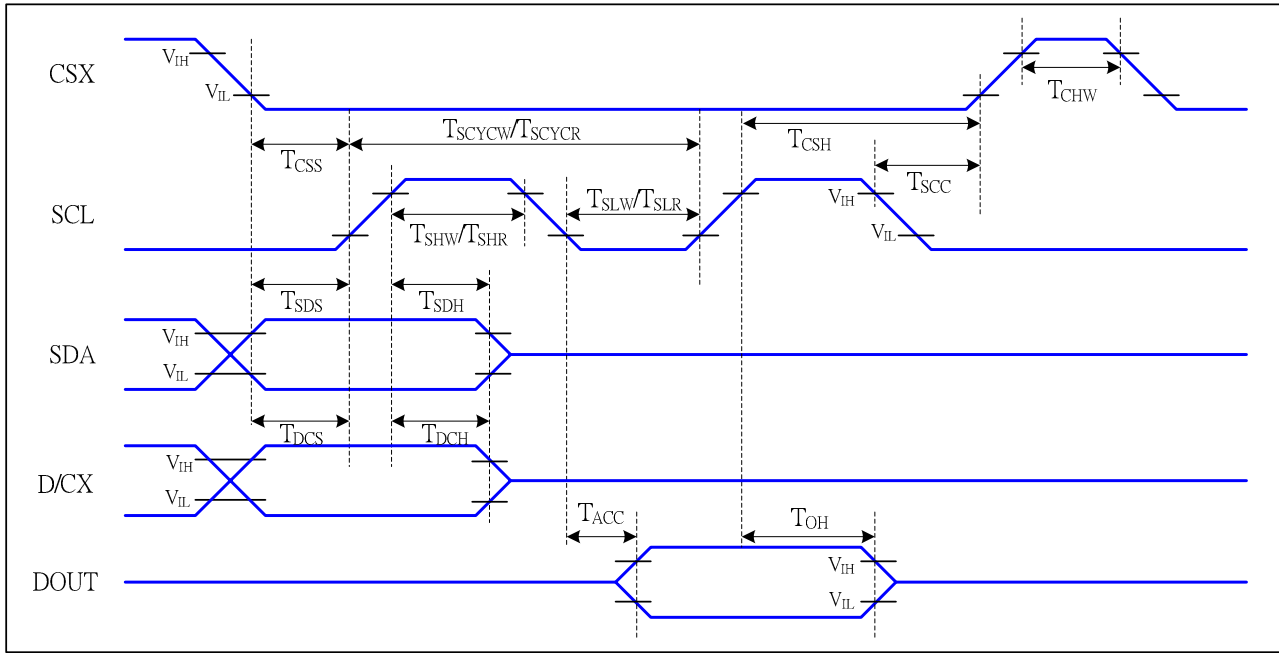 CSX
VIH
VIL
TCHW
TSCYCW/TSCYCR
TCSS
TCSH
TSCC
SCL
TSLW/TSLR
VIH
TSHW/TSHR
VIL
TSDS
TSDH
SDA
VIH
VIL
TDCS
TDCH
D/CX
VIH
VIL
TACC
TOH
DOUT
VIH
VIL